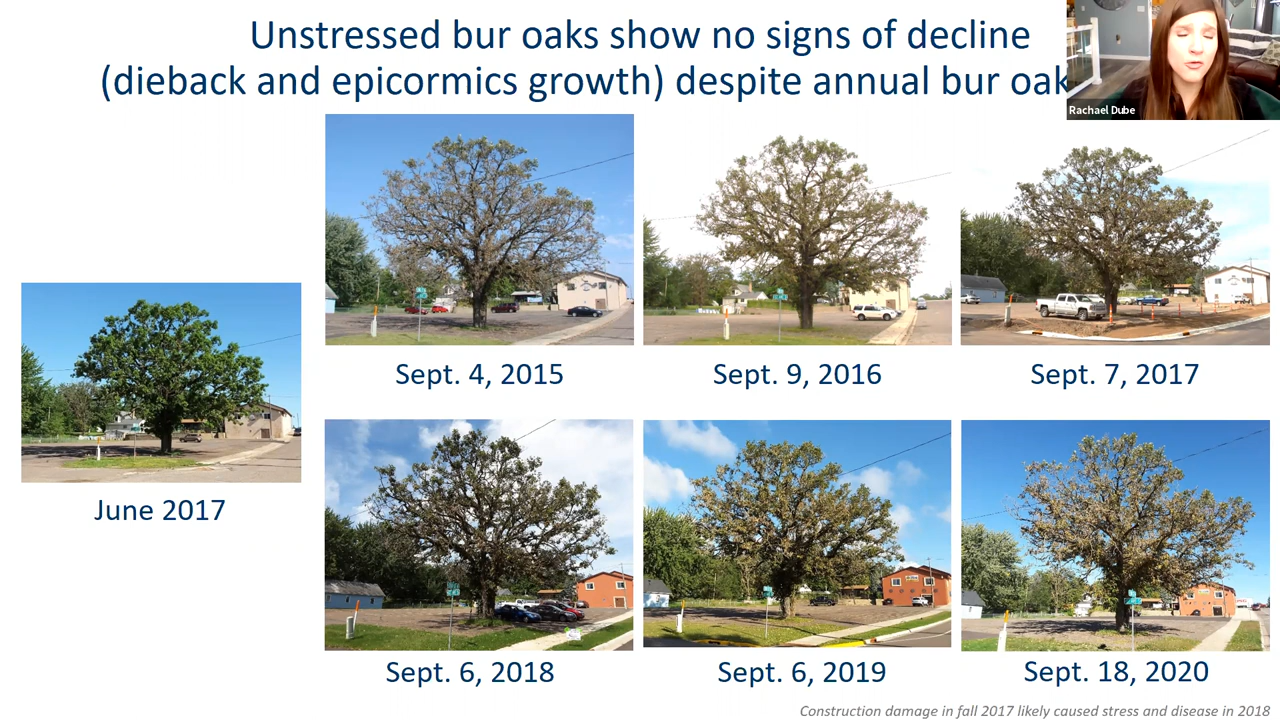 Unstressed bur oaks show no signs of decline
(dieback and epicormics growth) despite annual bur oak
Rachael Dube
Sept. 4, 2015
Sept. 9, 2016
Sept. 7, 2017
June 2017
Sept. 6, 2018
Sept. 6, 2019
Sept. 18, 2020
Construction damage in fall 2017 likely caused stress and disease in 2018